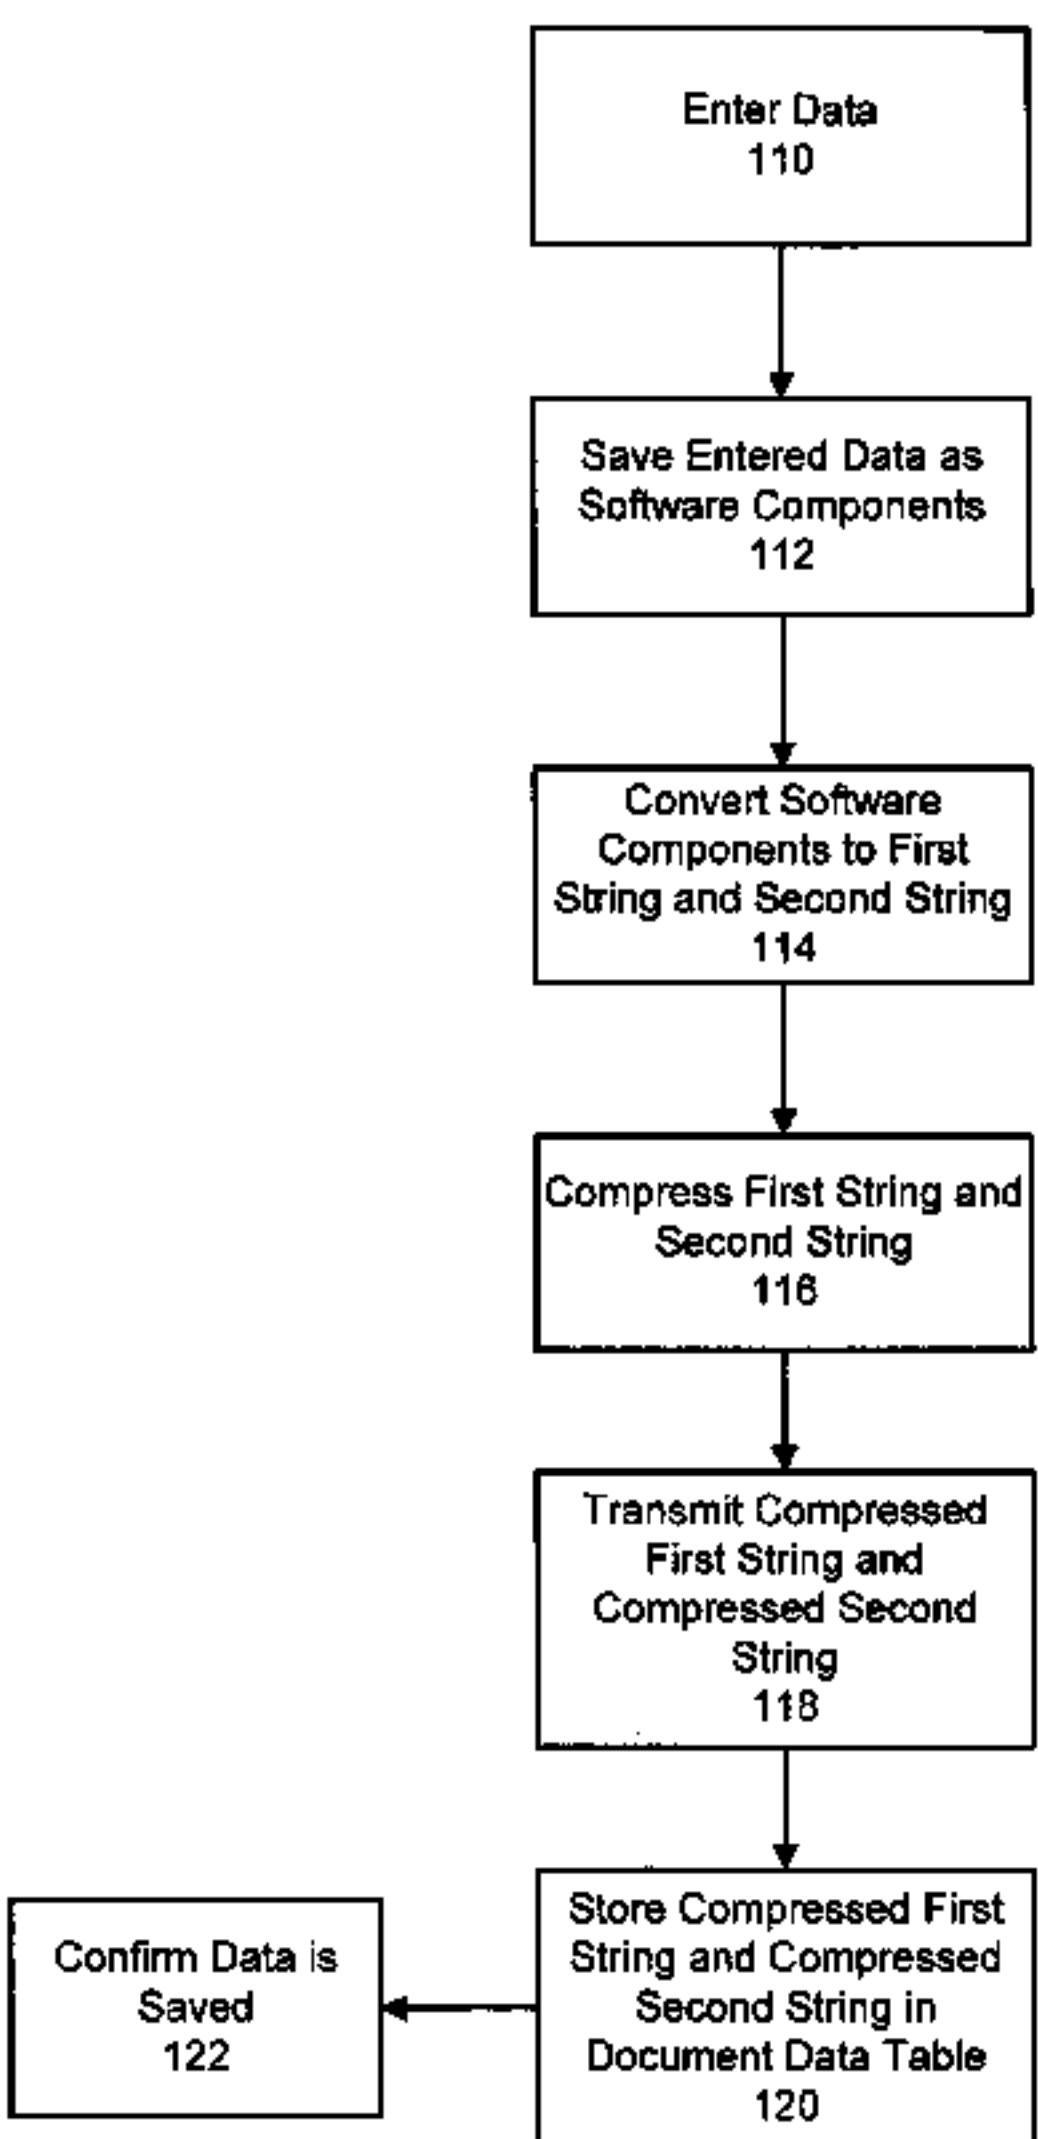 Enter Data
110
Save Entered Data as
Software Components
112
Convert Software
Components to First
String and Second String
114
Compress First String and
Second String
116
Transmit Compressed
First String and
Compressed Second
String
118
Store Compressed First
String and Compressed
Second String in
Document Data Table
120
Confirm Data is
Saved
122